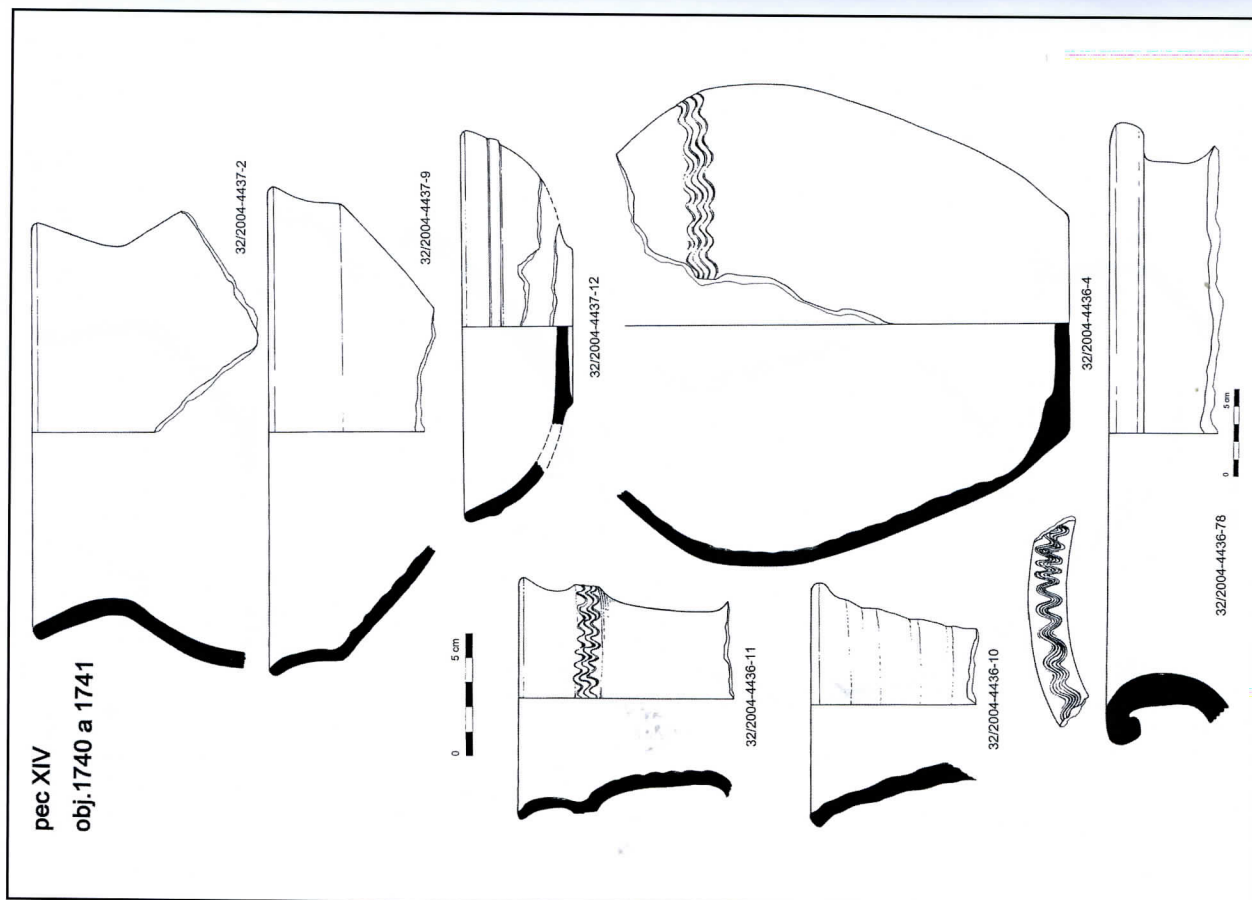 pec XIV
obj.1740 a 1741
32/2004-4437-2
32/2004-4437-9
32/2004-4437-12
32/2004-4436-4
0 5 cm
32/2004-4436-11
32/2004-4436-10
32/2004-4436-78
0 5 cm